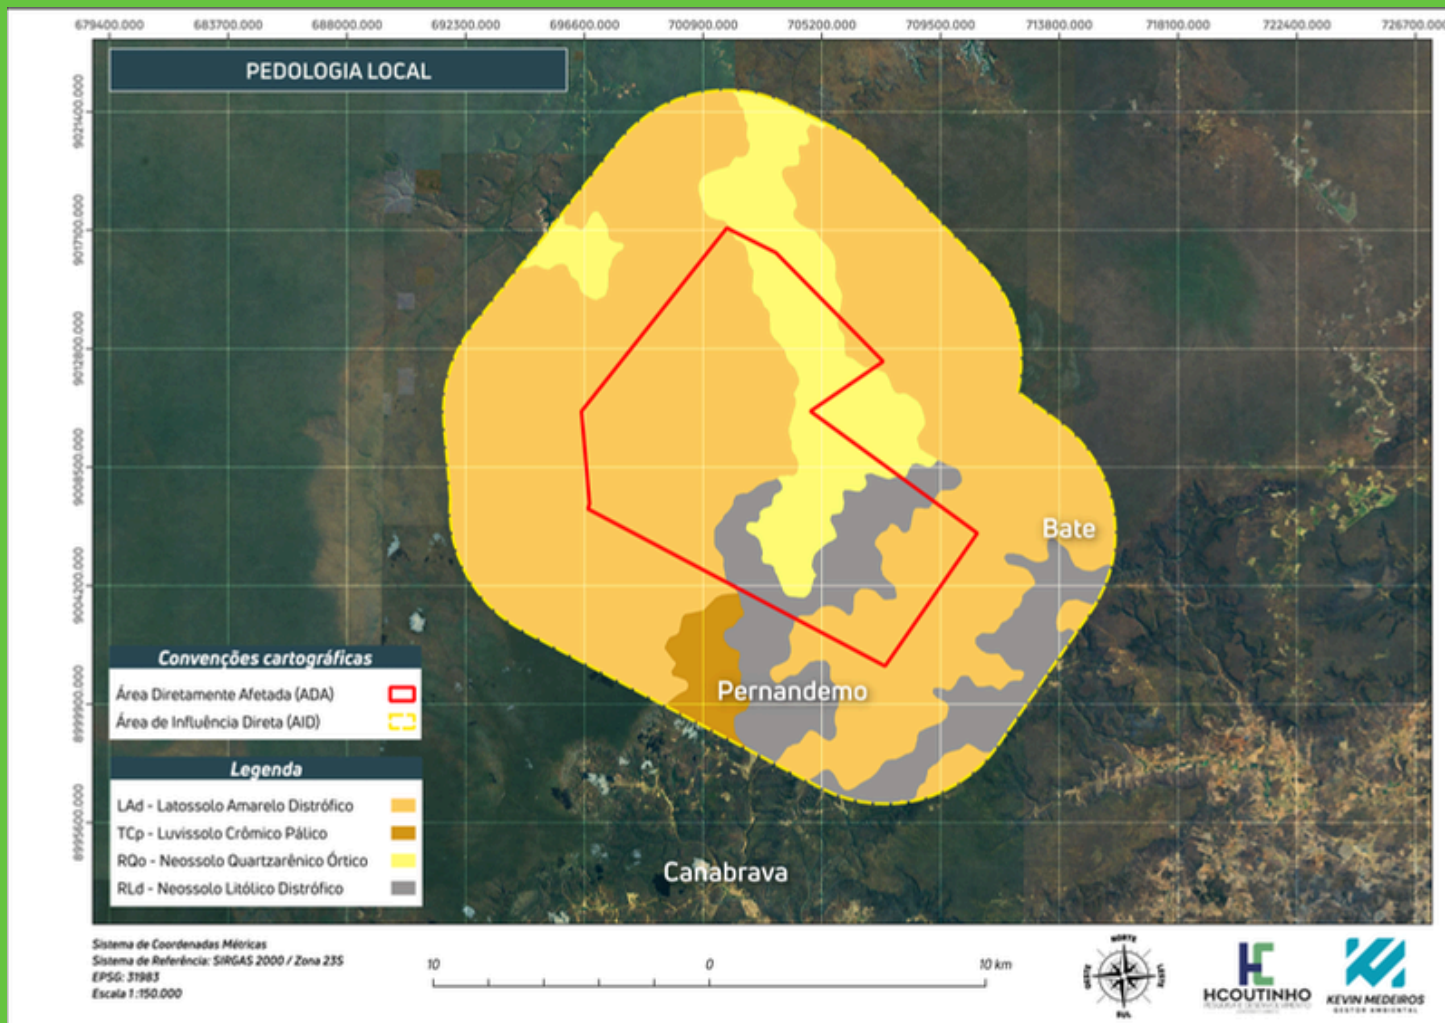 679400.000 683700.000 688000.000 692300.000 696600.000 700900.000 705200.000 709500.000 713800.000 718100.000 722400.000 726700.000
PEDOLOGIA LOCAL
9021400.000
9017100.000
9012800.000
9008500.000
9004200.000
8999900.000
8995600.000
Bate
Pernandemo
Canabrava
Convenções cartográficas
Área Diretamente Afetada (ADA)
Área de Influência Direta (AID)
Legenda
LAd - Latossolo Amarelo Distrófico
TCp - Luvissolo Crômico Pálico
RQo - Neossolo Quartzarênico Órtico
RLd - Neossolo Litólico Distrófico
Sistema de Coordenadas Métricas
Sistema de Referência: SIRGAS 2000 / Zona 23S
EPSG: 31983
Escala 1:150.000
10 0 10 km
NORTE
OESTE LESTE
SUL
HC
HCOUTINHO
KEVIN MEDEIROS
GESTOR AMBIENTAL